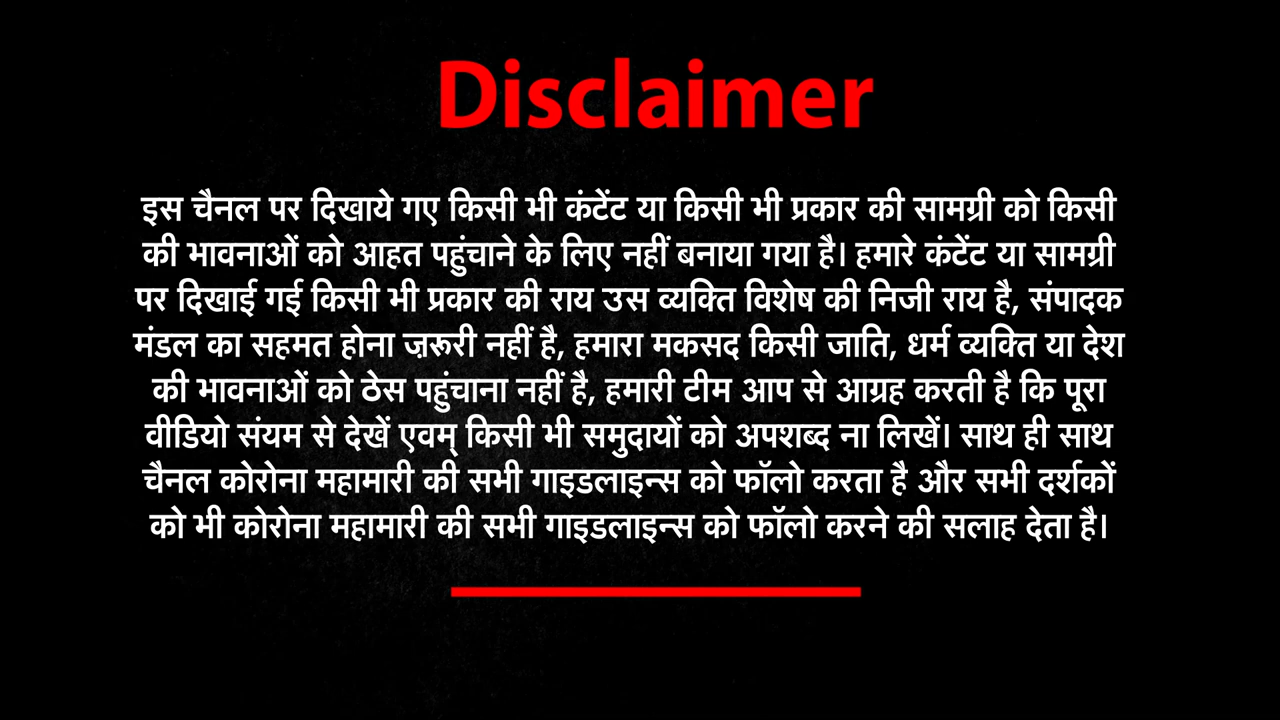 Disclaimer
इस चैनल पर दिखाये गए किसी भी कंटेंट या किसी भी प्रकार की सामग्री को किसी
की भावनाओं को आहत पहुंचाने के लिए नहीं बनाया गया है। हमारे कंटेंट या सामग्री
पर दिखाई गई किसी भी प्रकार की राय उस व्यक्ति विशेष की निजी राय है, संपादक
मंडल का सहमत होना ज़रूरी नहीं है, हमारा मकसद किसी जाति, धर्म व्यक्ति या देश
की भावनाओं को ठेस पहुंचाना नहीं है, हमारी टीम आप से आग्रह करती है कि पूरा
वीडियो संयम से देखें एवम् किसी भी समुदायों को अपशब्द ना लिखें। साथ ही साथ
चैनल कोरोना महामारी की सभी गाइडलाइन्स को फॉलो करता है और सभी दर्शकों
को भी कोरोना महामारी की सभी गाइडलाइन्स को फॉलो करने की सलाह देता है।